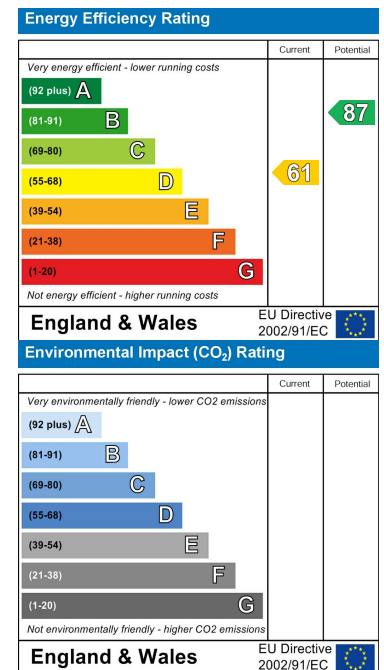 Energy Efficiency Rating
Current Potential
Very energy efficient - lower running costs
(92 plus) A
(81-91) B
87
(69-80) C
(55-68) D
61
(39-54) E
(21-38) F
(1-20) G
Not energy efficient - higher running costs
England & Wales
EU Directive
2002/91/EC
Environmental Impact (CO₂) Rating
Current Potential
Very environmentally friendly - lower CO2 emissions
(92 plus) A
(81-91) B
(69-80) C
(55-68) D
(39-54) E
(21-38) F
(1-20) G
Not environmentally friendly - higher CO2 emissions
England & Wales
EU Directive
2002/91/EC